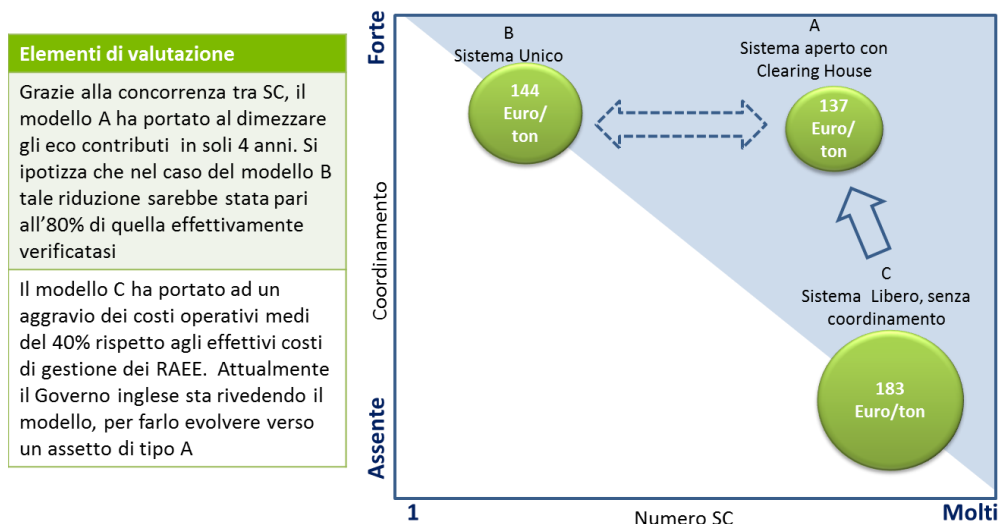 Elementi di valutazione
Grazie alla concorrenza tra SC, il
modello A ha portato al dimezzare
gli eco contributi in soli 4 anni. Si
ipotizza che nel caso del modello B
tale riduzione sarebbe stata pari
all’80% di quella effettivamente
verificatasi
Il modello C ha portato ad un
aggravio dei costi operativi medi
del 40% rispetto agli effettivi costi
di gestione dei RAEE. Attualmente
il Governo inglese sta rivedendo il
modello, per farlo evolvere verso
un assetto di tipo A
Forte
Coordinamento
Assente
B
Sistema Unico
144
Euro/
ton
A
Sistema aperto con
Clearing House
137
Euro/
ton
C
Sistema Libero, senza
coordinamento
183
Euro/ton
1
Numero SC
Molti